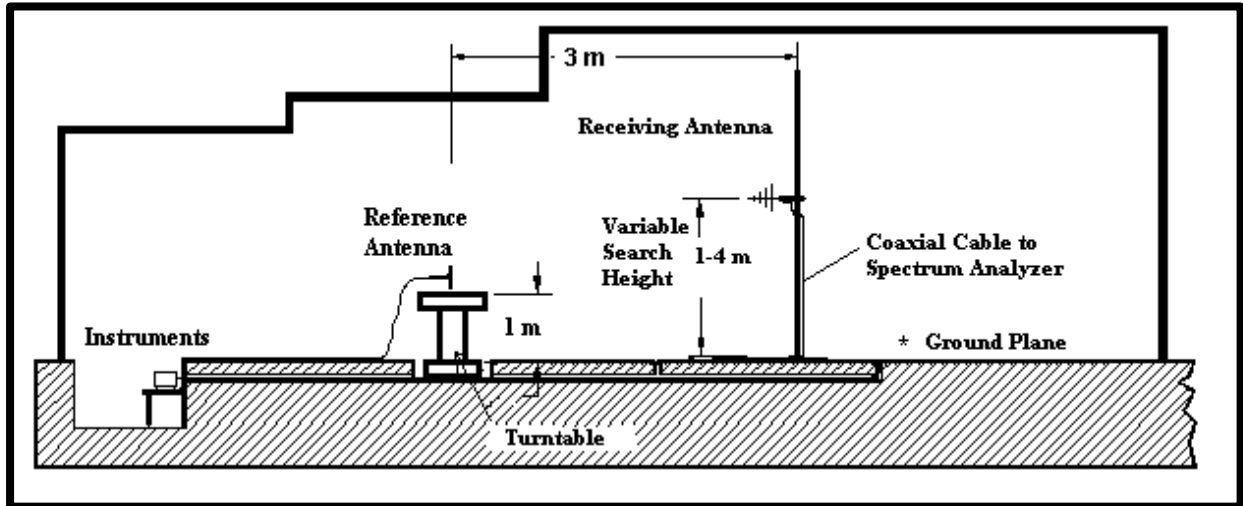 3 m
Receiving Antenna
Reference
Antenna
Variable
Search
Height
1-4 m
Coaxial Cable to
Spectrum Analyzer
1 m
Instruments
* Ground Plane
Turntable